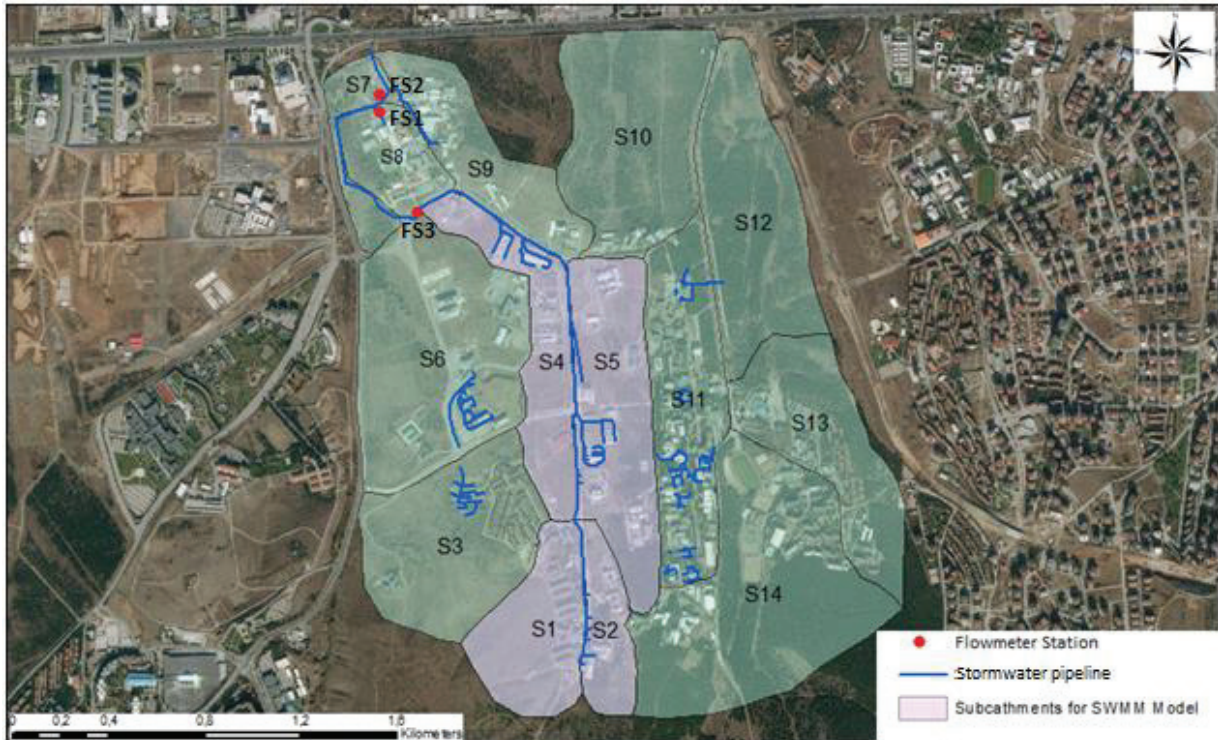 S7
FS2
FS1
S8
S9
FS3
S10
S12
S6
S4
S5
S11
S13
S3
S14
S1
S2
Flowmeter Station
Stormwater pipeline
Subcathments for SWMM Model
0 0,2 0,4 0,8 1,2 1,6
Kilometers